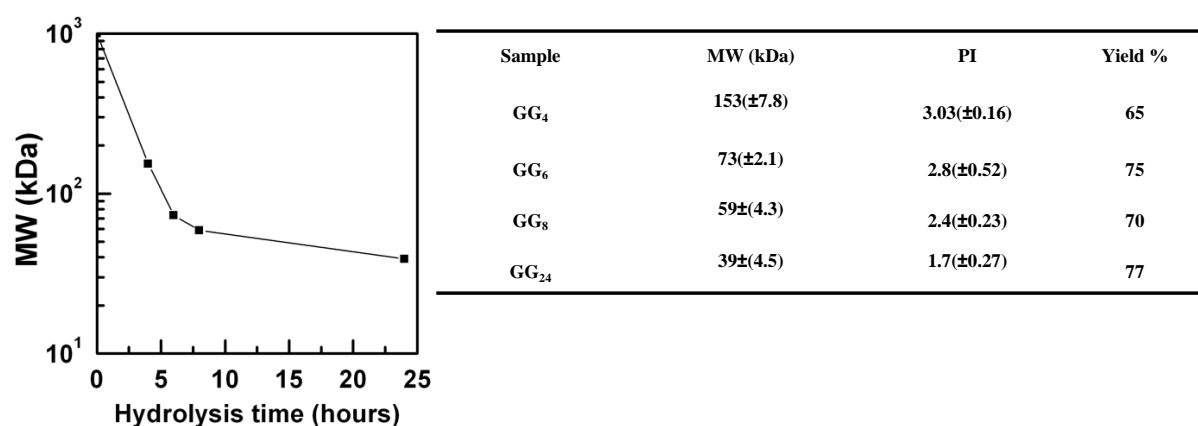 10³
10²
10¹
MW (kDa)
0 5 10 15 20 25
Hydrolysis time (hours)
Sample MW (kDa) PI Yield %
GG₄ 153(±7.8) 3.03(±0.16) 65
GG₆ 73(±2.1) 2.8(±0.52) 75
GG₈ 59±(4.3) 2.4(±0.23) 70
GG₂₄ 39±(4.5) 1.7(±0.27) 77